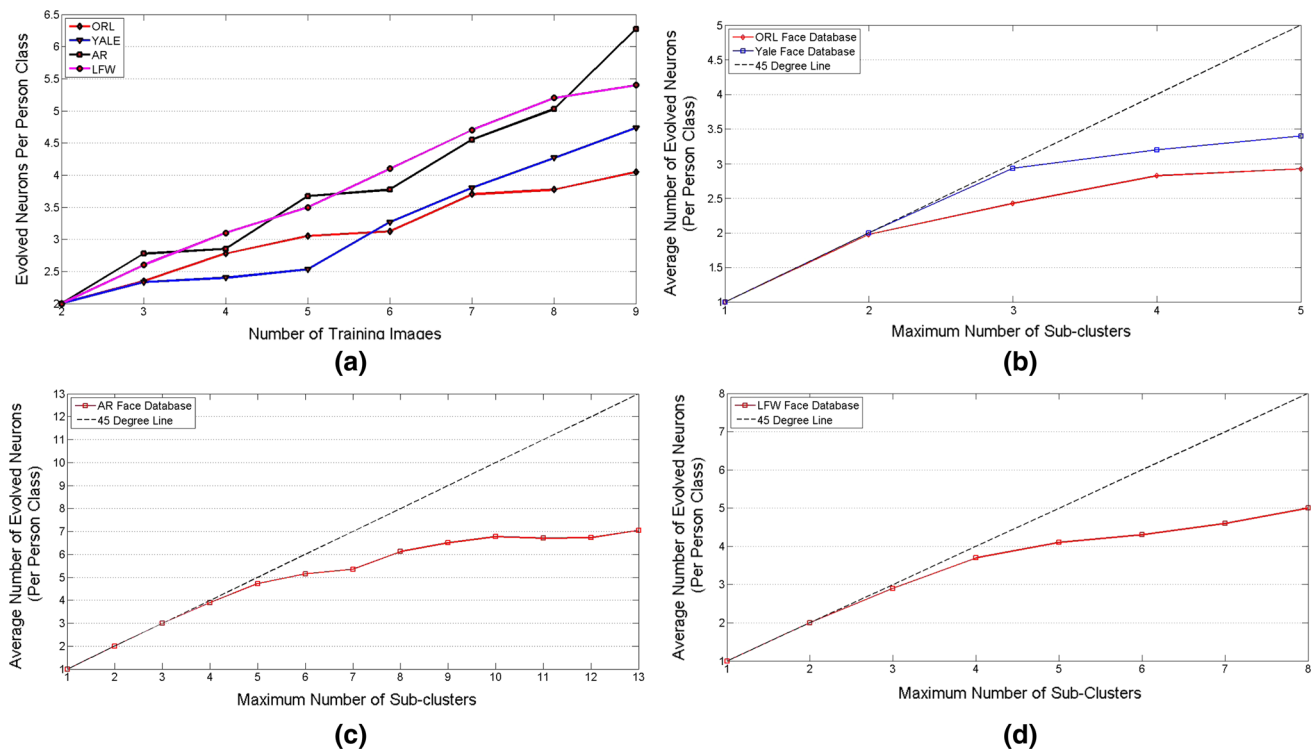 6.5
6
5.5
5
4.5
4
3.5
3
2.5
2
ORL
YALE
AR
LFW
Evolved Neurons Per Person Class
2 3 4 5 6 7 8 9
Number of Training Images
(a)
5
4.5
4
3.5
3
2.5
2
1.5
1
ORL Face Database
Yale Face Database
45 Degree Line
Average Number of Evolved Neurons
(Per Person Class)
1 2 3 4 5
Maximum Number of Sub-clusters
(b)
13
12
11
10
9
8
7
6
5
4
3
2
1
AR Face Database
45 Degree Line
Average Number of Evolved Neurons
(Per Person Class)
1 2 3 4 5 6 7 8 9 10 11 12 13
Maximum Number of Sub-clusters
(c)
8
7
6
5
4
3
2
1
LFW Face Database
45 Degree Line
Average Number of Evolved Neurons
(Per Person Class)
1 2 3 4 5 6 7 8
Maximum Number of Sub-Clusters
(d)